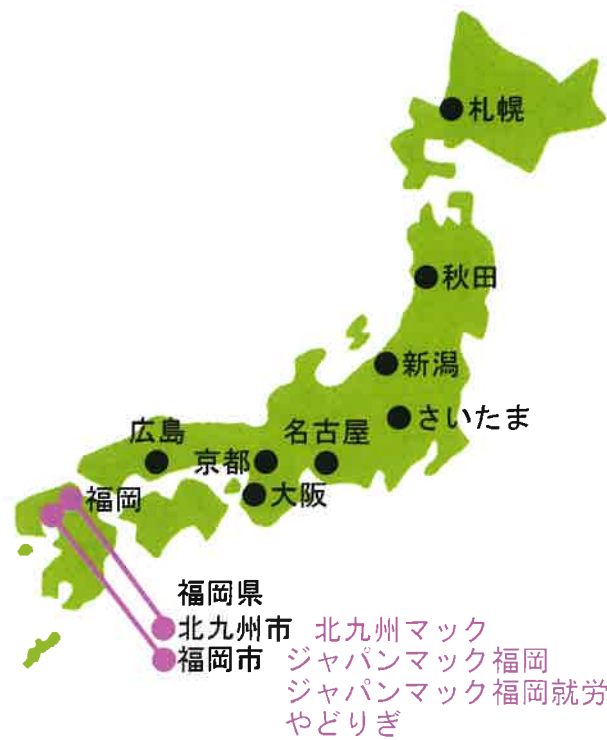 札幌
秋田
新潟
さいたま
広島
名古屋
京都
大阪
福岡
福岡県
北九州市 北九州マック
福岡市 ジャパンマック福岡
ジャパンマック福岡就労
やどりぎ